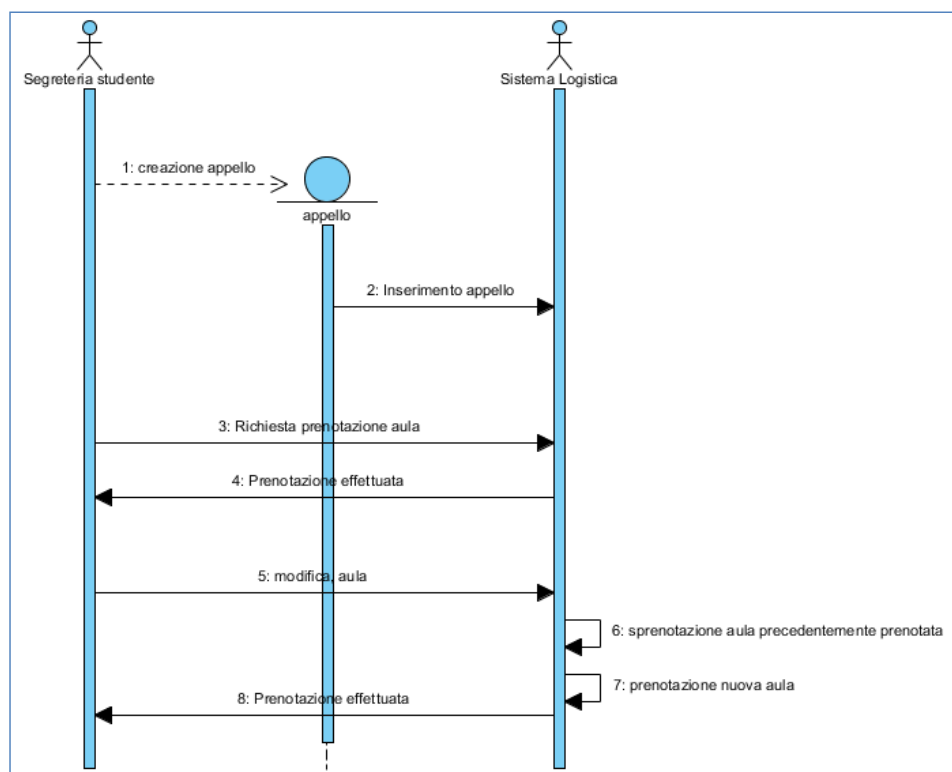 Segreteria studente
Sistema Logistica
1: creazione appello
appello
2: Inserimento appello
3: Richiesta prenotazione aula
4: Prenotazione effettuata
5: modifica, aula
6: sprenotazione aula precedentemente prenotata
7: prenotazione nuova aula
8: Prenotazione effettuata